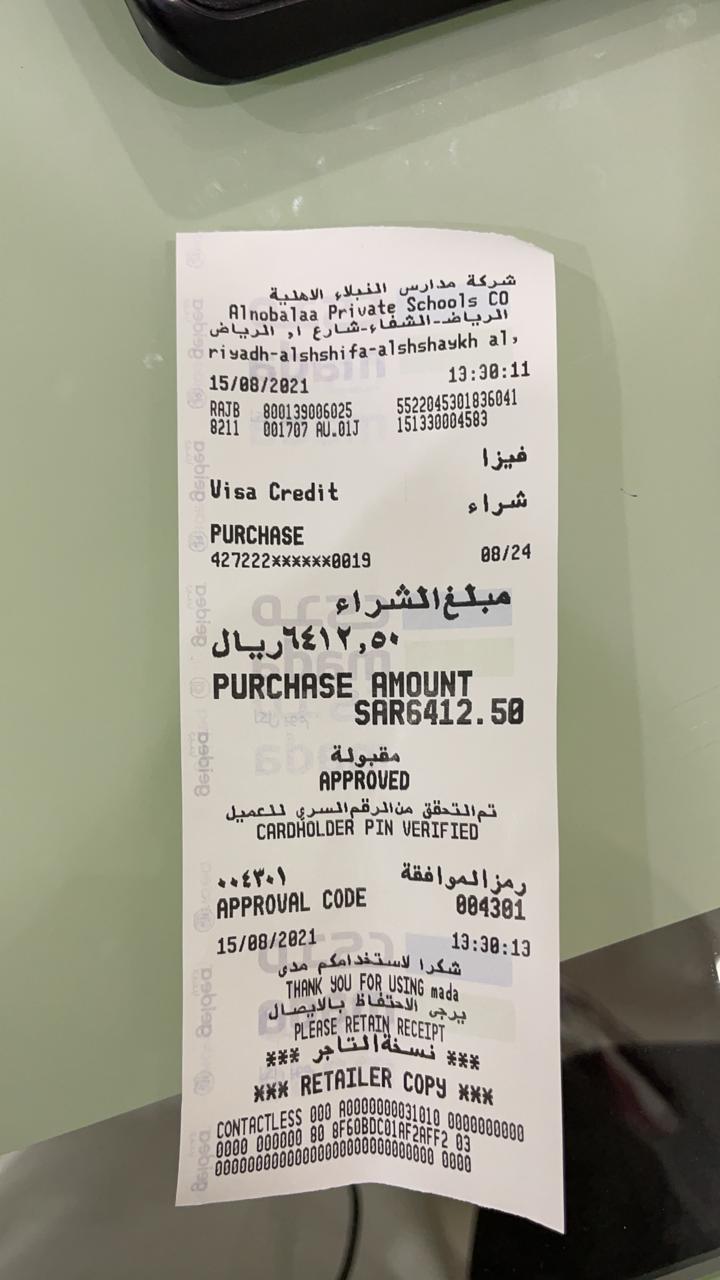 شركة مدارس النبلاء الاهلية
Alnobalaa Private Schools CO
الرياض-الشفاء-شارع ا, الرياض
riyadh-alshshifa-alshshaykh al,
15/08/2021 13:30:11
RAJB 800139006025 5522045301836041
8211 001707 AU.01J 151330004583
فيزا
Visa Credit
شراء
PURCHASE
427222******0019 08/24
مبلغ الشراء
٦٤١٢,٥٠ ريال
PURCHASE AMOUNT
SAR6412.50
مقبولة
APPROVED
تم التحقق من الرقم السري للعميل
CARDHOLDER PIN VERIFIED
رمز الموافقة ٠٠٤٣٠١
APPROVAL CODE 004301
15/08/2021 13:30:13
شكرا لاستخدامكم مدى
THANK YOU FOR USING mada
يرجى الاحتفاظ بالايصال
PLEASE RETAIN RECEIPT
*** نسخة التاجر ***
*** RETAILER COPY ***
CONTACTLESS 000 A0000000031010 0000000000
0000 000000 80 8F60BDC01AF2AFF2 03
0000000000000000000000000000 0000
geidea
mada